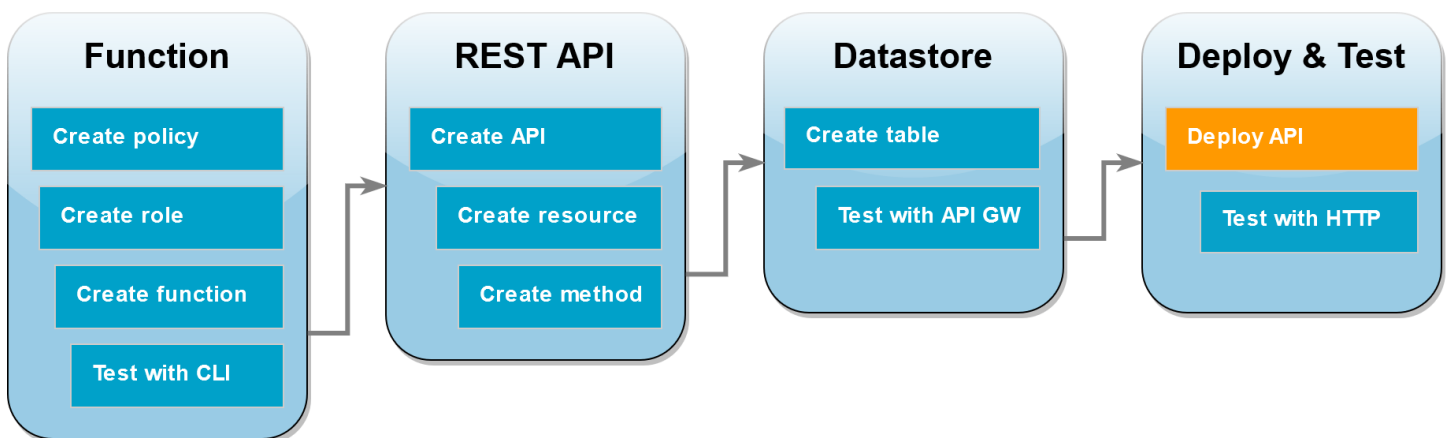 Function
Create policy
Create role
Create function
Test with CLI
REST API
Create API
Create resource
Create method
Datastore
Create table
Test with API GW
Deploy & Test
Deploy API
Test with HTTP